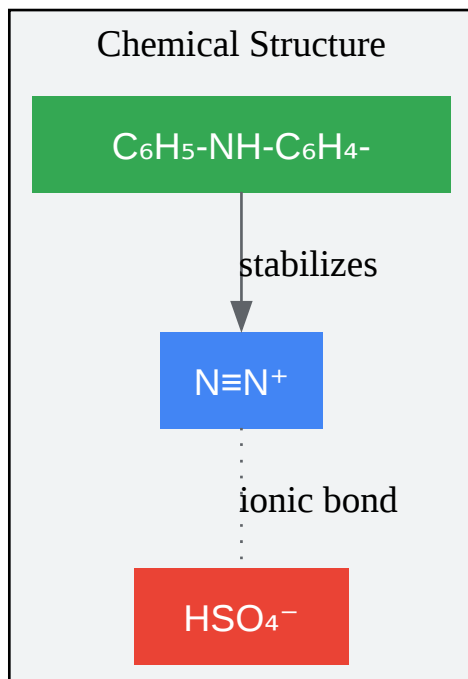 Chemical Structure
C₆H₅-NH-C₆H₄-
stabilizes
N≡N⁺
ionic bond
HSO₄⁻